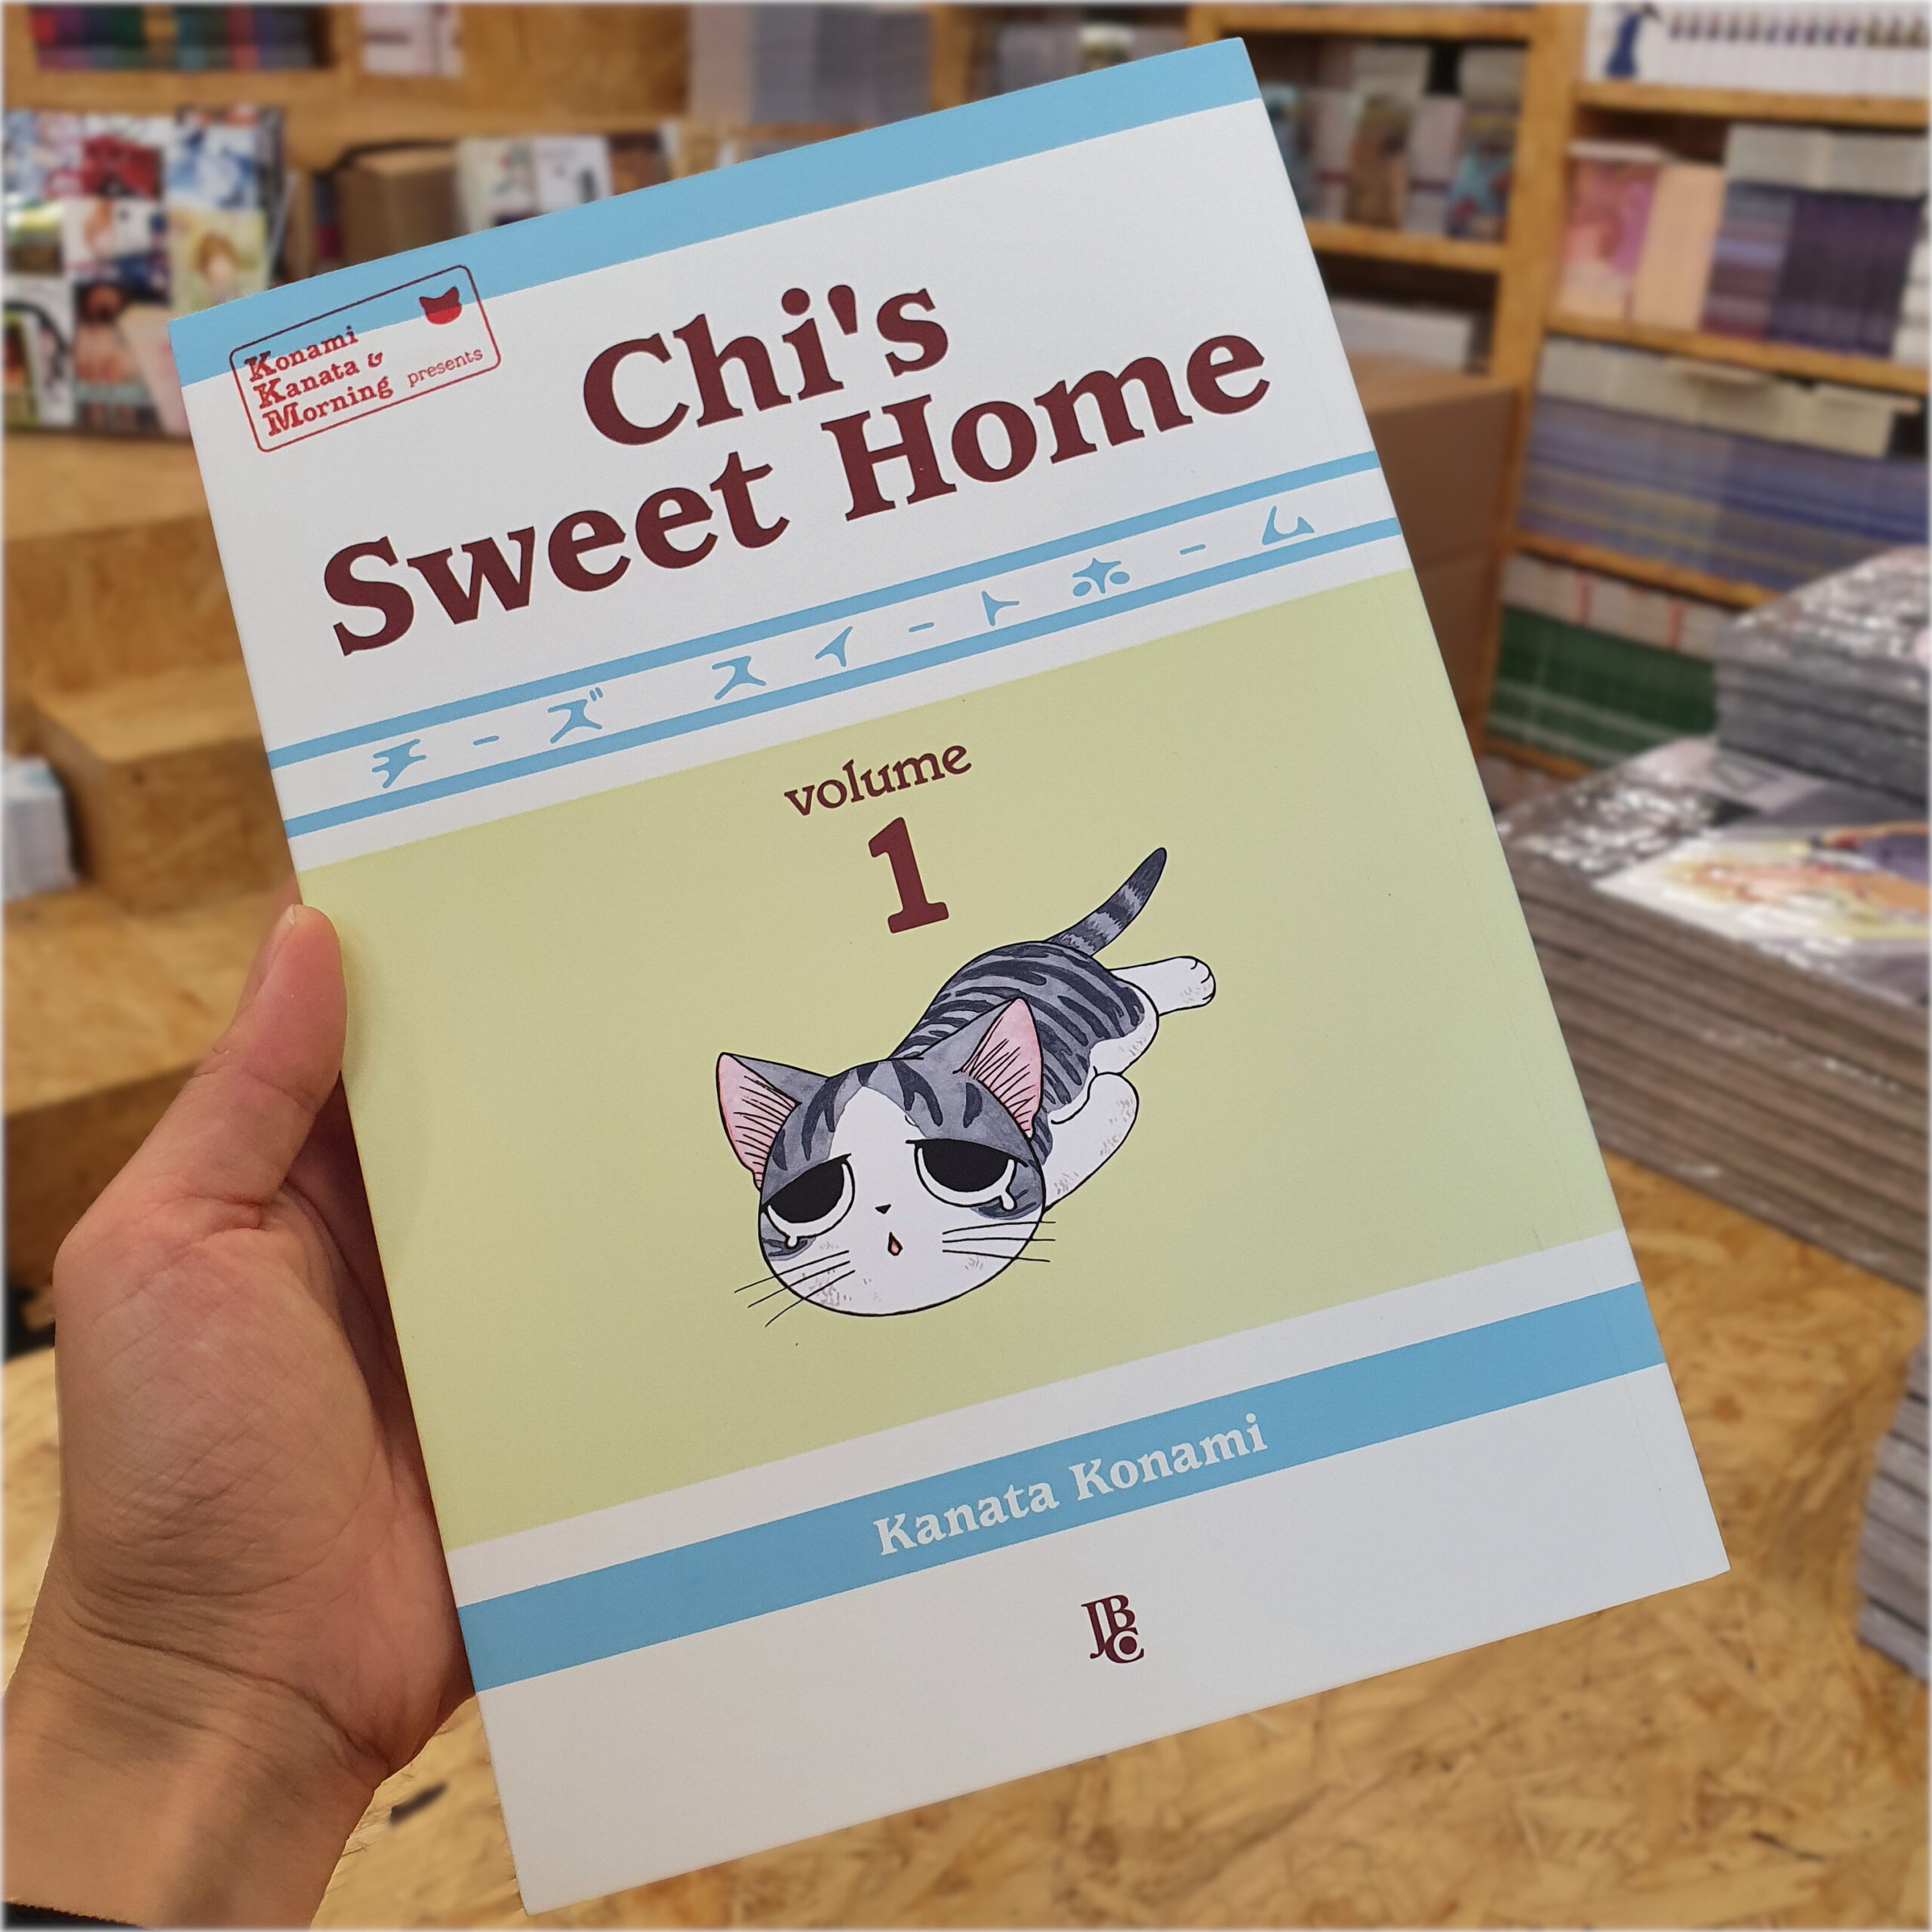 Konami
Kanata &
Morning presents
Chi's
Sweet Home
チーズ スイートホーム
volume
1
Kanata Konami
JBC